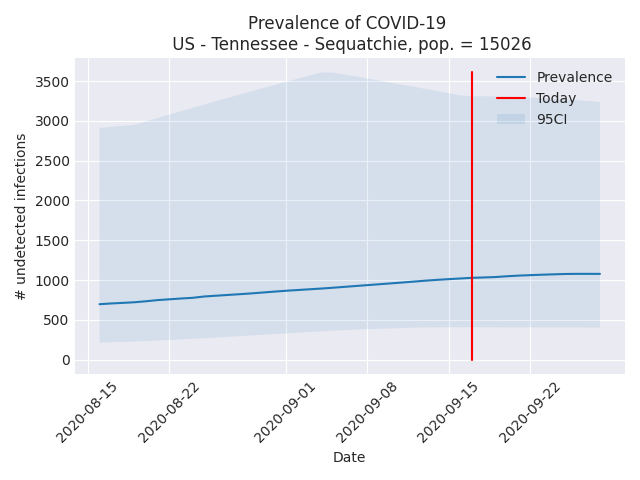 Prevalence of COVID-19
US - Tennessee - Sequatchie, pop. = 15026
Prevalence
Today
95CI
# undetected infections
3500
3000
2500
2000
1500
1000
500
0
2020-08-15
2020-08-22
2020-09-01
2020-09-08
2020-09-15
2020-09-22
Date